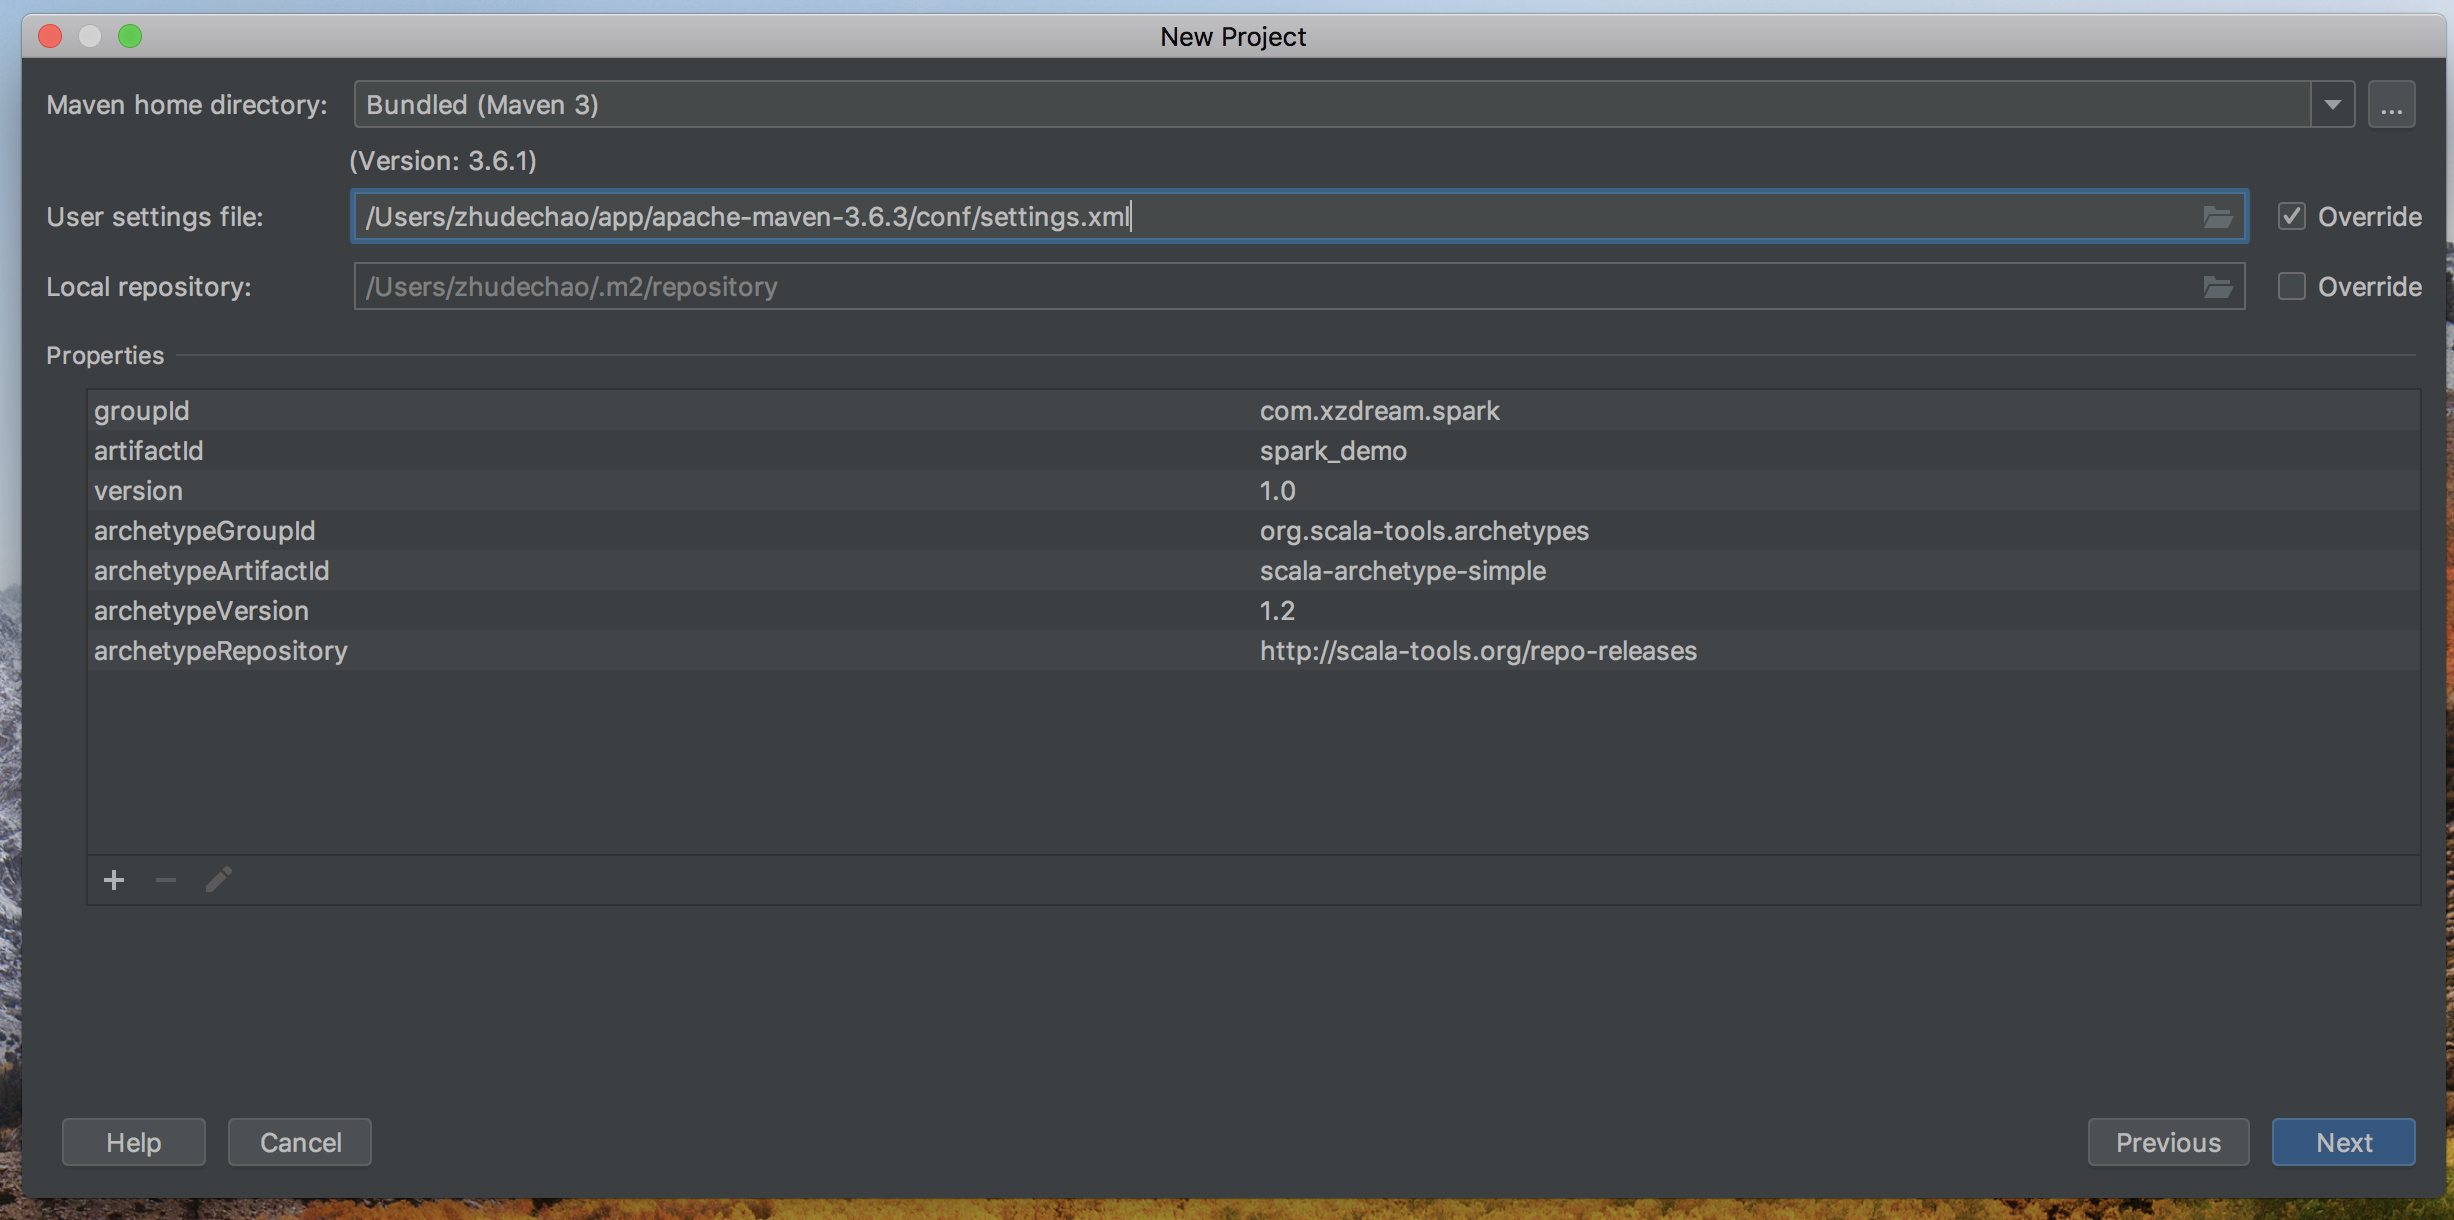 New Project
Maven home directory: Bundled (Maven 3) ...
(Version: 3.6.1)
User settings file: /Users/zhudechao/app/apache-maven-3.6.3/conf/settings.xml Override
Local repository: /Users/zhudechao/.m2/repository Override
Properties
groupId com.xzdream.spark
artifactId spark_demo
version 1.0
archetypeGroupId org.scala-tools.archetypes
archetypeArtifactId scala-archetype-simple
archetypeVersion 1.2
archetypeRepository http://scala-tools.org/repo-releases
Help Cancel Previous Next